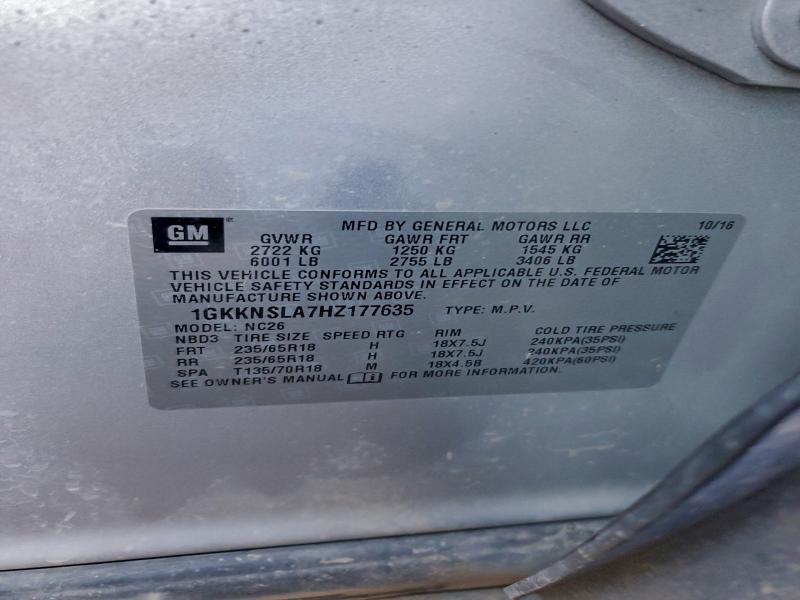 GM MFD BY GENERAL MOTORS LLC 10/16
GVWR GAWR FRT GAWR RR
2722 KG 1250 KG 1545 KG
6001 LB 2755 LB 3406 LB
THIS VEHICLE CONFORMS TO ALL APPLICABLE U.S. FEDERAL MOTOR
VEHICLE SAFETY STANDARDS IN EFFECT ON THE DATE OF
MANUFACTURE SHOWN ABOVE.
1GKKNSLA7HZ177635 TYPE: M.P.V.
MODEL: NC26
NBD3 TIRE SIZE SPEED RTG RIM COLD TIRE PRESSURE
FRT 235/65R18 H 18X7.5J 240KPA(35PSI)
RR 235/65R18 H 18X7.5J 240KPA(35PSI)
SPA T135/70R18 M 18X4.5B 420KPA(60PSI)
SEE OWNER'S MANUAL FOR MORE INFORMATION.